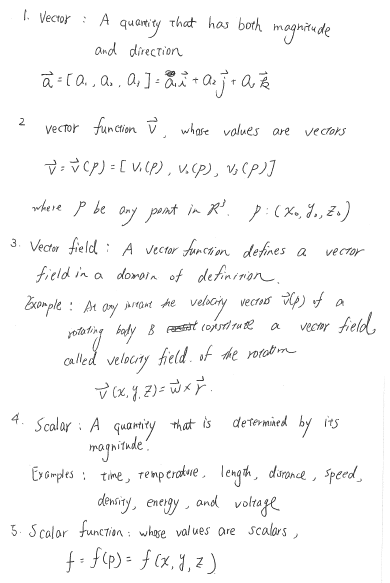 1. Vector : A quantity that has both magnitude
and direction
a⃗ = [a₁, a₂, a₃] = a₁i⃗ + a₂j⃗ + a₃k⃗
2 vector function v⃗, whose values are vectors
v⃗ = v⃗(p) = [v₁(p), v₂(p), v₃(p)]
where p be any point in R³. p : (x₀, y₀, z₀)
3. Vector field : A vector function defines a vector
field in a domain of definition.
Example : At any instant the velocity vectors v⃗(p) of a
rotating body B constitute a vector field,
called velocity field. of the rotation
v⃗(x, y, z) = w⃗ × r⃗.
4. Scalar : A quantity that is determined by its
magnitude.
Examples : time, temperature, length, distance, speed,
density, energy, and voltage
5. Scalar function : whose values are scalars,
f = f(p) = f(x, y, z)